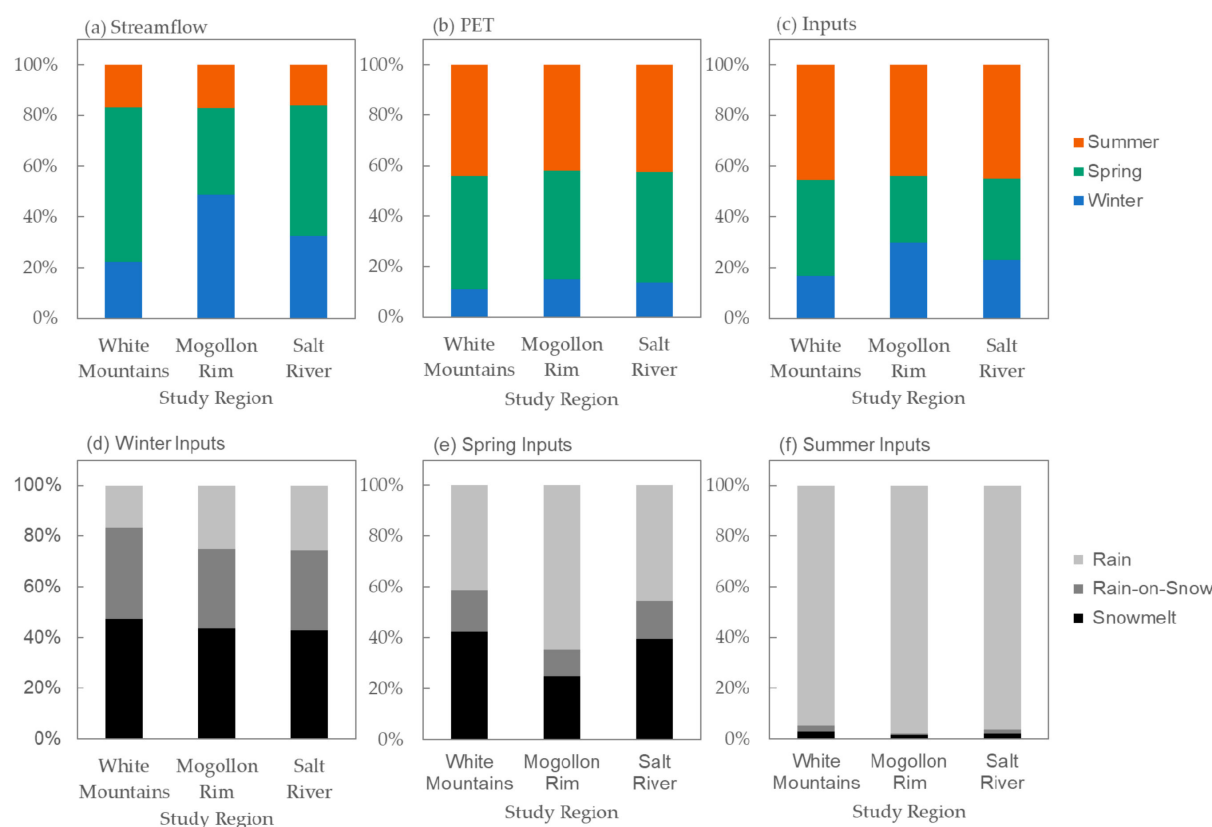 (a) Streamflow
100%
80%
60%
40%
20%
0%
White Mountains
Mogollon Rim
Salt River
Study Region
(b) PET
100%
80%
60%
40%
20%
0%
White Mountains
Mogollon Rim
Salt River
Study Region
(c) Inputs
100%
80%
60%
40%
20%
0%
White Mountains
Mogollon Rim
Salt River
Study Region
Summer
Spring
Winter
(d) Winter Inputs
100%
80%
60%
40%
20%
0%
White Mountains
Mogollon Rim
Salt River
Study Region
(e) Spring Inputs
100%
80%
60%
40%
20%
0%
White Mountains
Mogollon Rim
Salt River
Study Region
(f) Summer Inputs
100%
80%
60%
40%
20%
0%
White Mountains
Mogollon Rim
Salt River
Study Region
Rain
Rain-on-Snow
Snowmelt